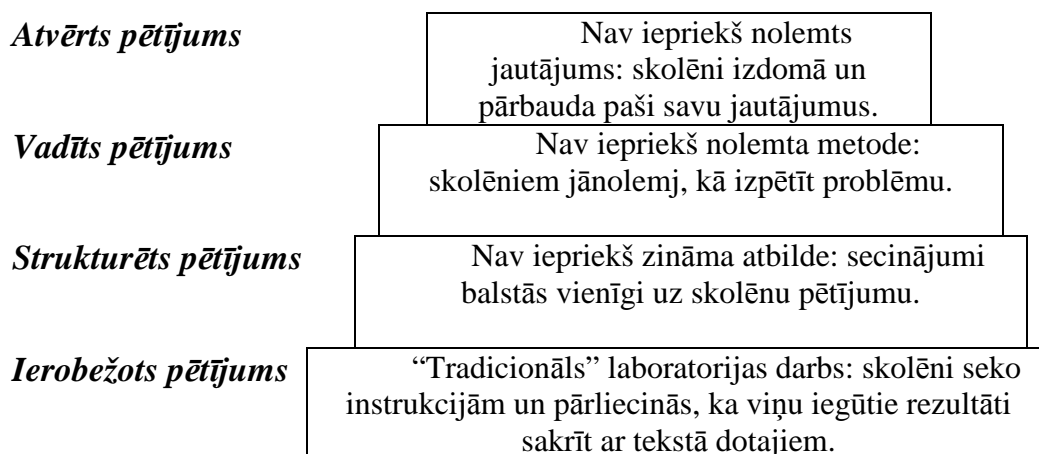 Atvērts pētījums
Nav iepriekš nolemts
jautājums: skolēni izdomā un
pārbauda paši savu jautājumus.
Vadīts pētījums
Nav iepriekš nolemta metode:
skolēniem jānolemj, kā izpētīt problēmu.
Strukturēts pētījums
Nav iepriekš zināma atbilde: secinājumi
balstās vienīgi uz skolēnu pētījumu.
Ierobežots pētījums
“Tradicionāls” laboratorijas darbs: skolēni seko
instrukcijām un pārliecinās, ka viņu iegūtie rezultāti
sakrīt ar tekstā dotajiem.